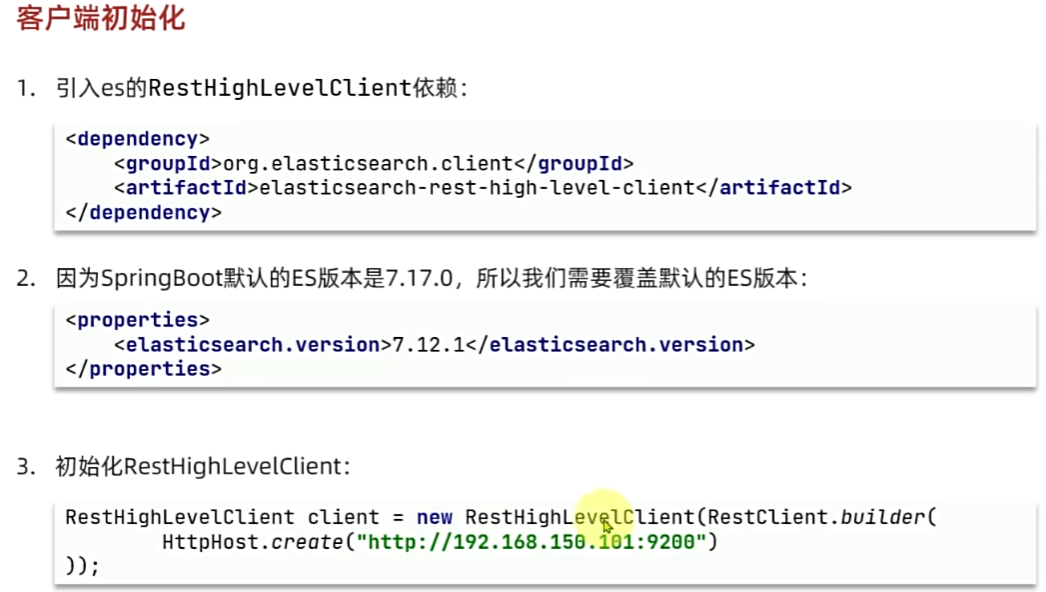 客户端初始化
1. 引入es的RestHighLevelClient依赖：
<dependency>
    <groupId>org.elasticsearch.client</groupId>
    <artifactId>elasticsearch-rest-high-level-client</artifactId>
</dependency>
2. 因为SpringBoot默认的ES版本是7.17.0，所以我们需要覆盖默认的ES版本：
<properties>
    <elasticsearch.version>7.12.1</elasticsearch.version>
</properties>
3. 初始化RestHighLevelClient：
RestHighLevelClient client = new RestHighLevelClient(RestClient.builder(
        HttpHost.create("http://192.168.150.101:9200")
));